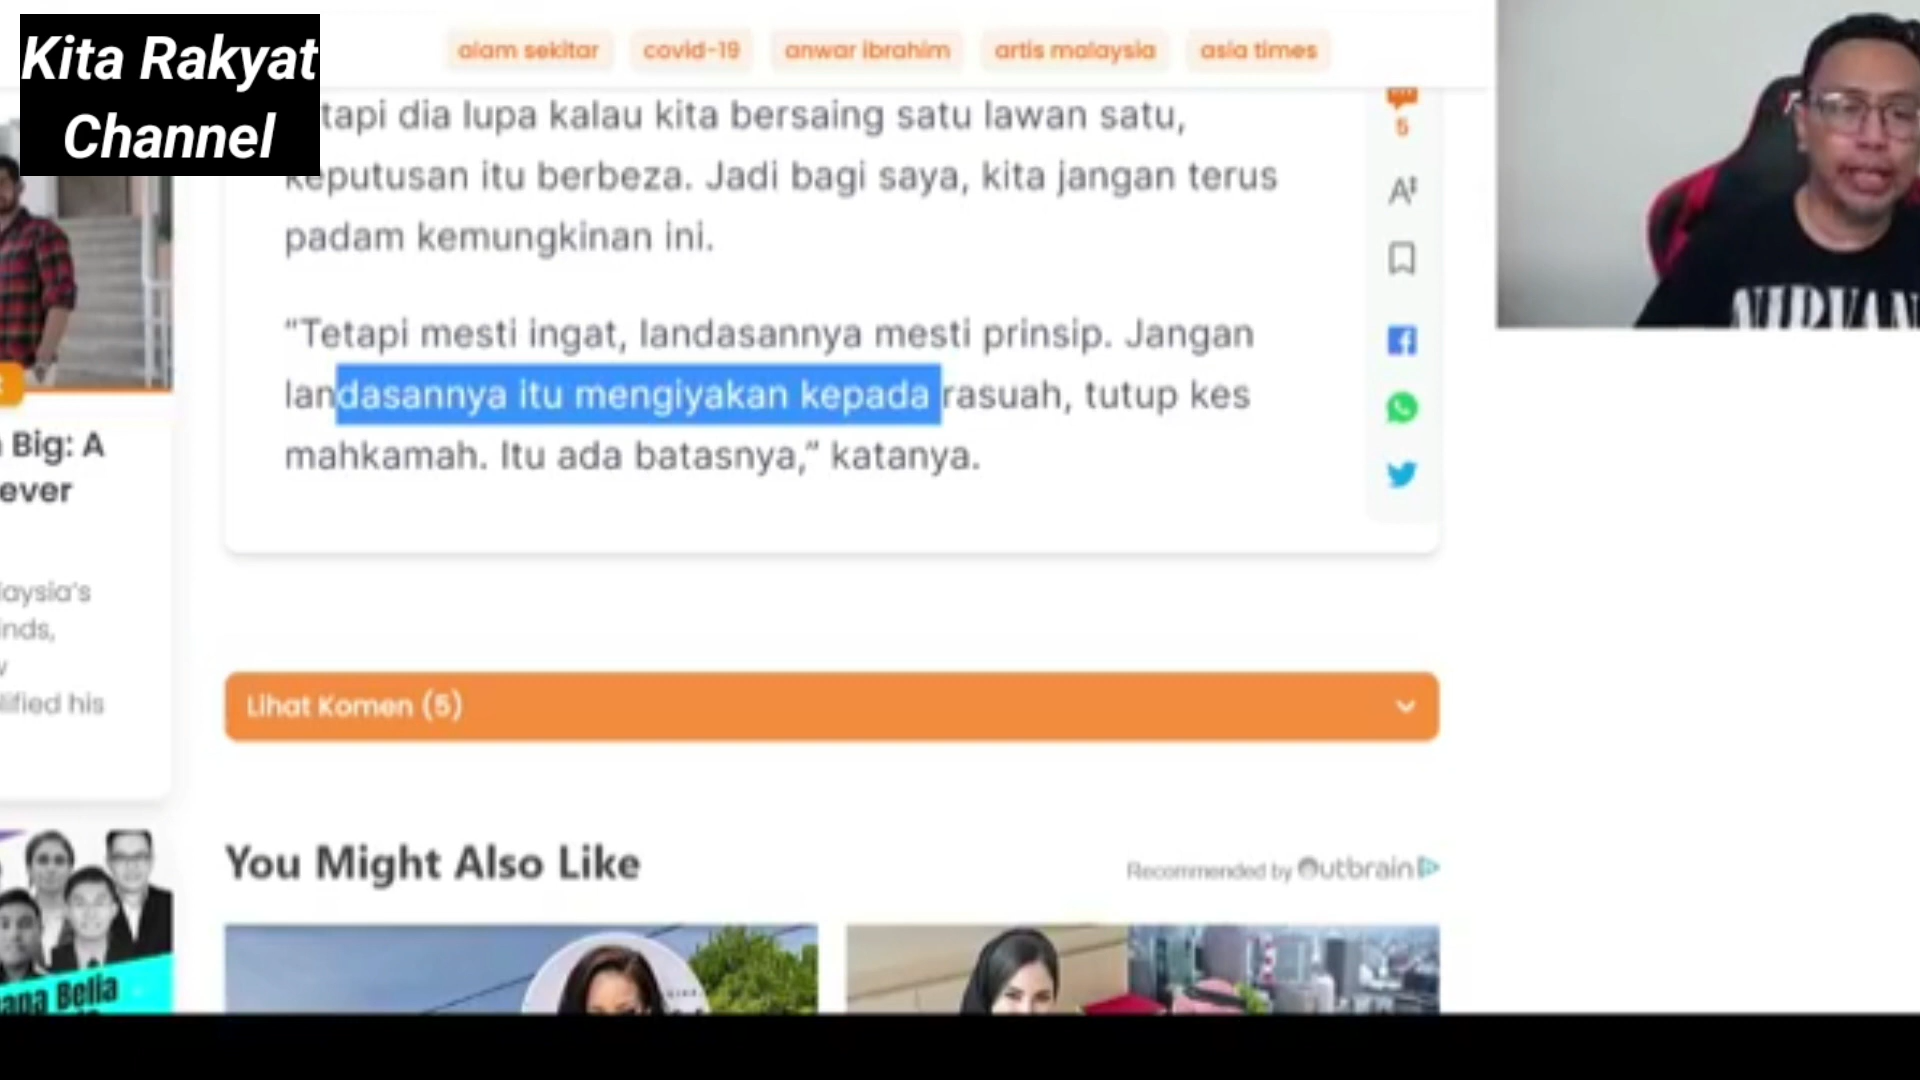 Kita Rakyat
Channel
alam sekitar
covid-19
anwar ibrahim
artis malaysia
asia times
tapi dia lupa kalau kita bersaing satu lawan satu,
keputusan itu berbeza. Jadi bagi saya, kita jangan terus
padam kemungkinan ini.
“Tetapi mesti ingat, landasannya mesti prinsip. Jangan
landasannya itu mengiyakan kepada rasuah, tutup kes
mahkamah. Itu ada batasnya,” katanya.
5
Big: A
ever
laysia's
inds,
lified his
Lihat Komen (5)
You Might Also Like
Recommended by Outbrain
Belia
NIRVAN